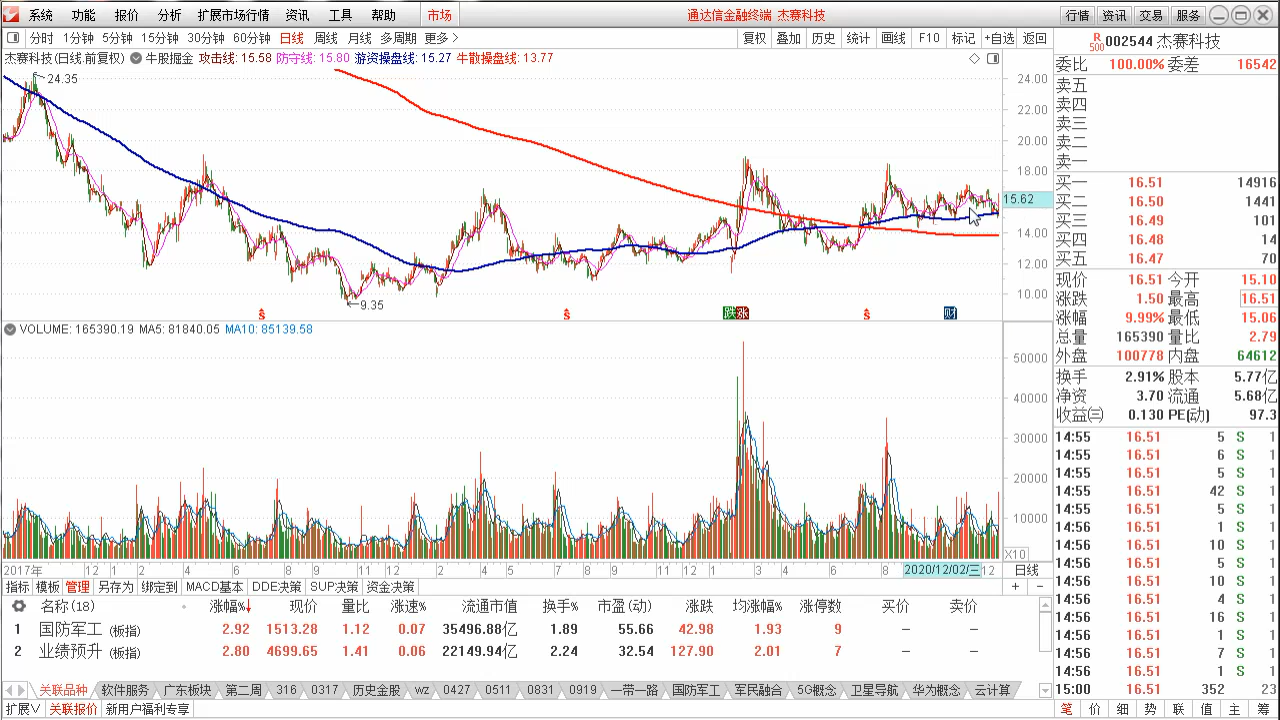 系统 功能 报价 分析 扩展市场行情 资讯 工具 帮助 市场 通达信金融终端 杰赛科技 行情 资讯 交易 服务
分时 1分钟 5分钟 15分钟 30分钟 60分钟 日线 周线 月线 多周期 更多> 复权 叠加 历史 统计 画线 F10 标记 +自选 返回
杰赛科技(日线.前复权) 牛股掘金 攻击线: 15.58 防守线: 15.80 游资操盘线: 15.27 牛散操盘线: 13.77
24.35
9.35
24.00
22.00
20.00
18.00
15.62
14.00
12.00
10.00
$ $ 跌 涨 $ 财
VOLUME: 165390.19 MA5: 81840.05 MA10: 85139.58
50000
40000
30000
20000
10000
X10
2017年 12 1 2 4 6 8 9 11 12 2 4 5 7 8 9 11 12 1 3 4 6 8 2020/12/02/三 12 日线
指标 模板 管理 另存为 绑定到 MACD基本 DDE决策 SUP决策 资金决策 + -
名称(18) 涨幅%↓ 现价 量比 涨速% 流通市值 换手% 市盈(动) 涨跌 均涨幅% 涨停数 买价 卖价
1 国防军工 (板指) 2.92 1513.28 1.12 0.07 35496.88亿 1.89 55.66 42.98 1.93 9 – –
2 业绩预升 (板指) 2.80 4699.65 1.41 0.06 22149.94亿 2.24 32.54 127.90 2.01 7 – –
关联品种 软件服务 广东板块 第二周 316 0317 历史金股 wz 0427 0511 0831 0919 一带一路 国防军工 军民融合 5G概念 卫星导航 华为概念 云计算
扩展∨ 关联报价 新用户福利专享
R 500 002544 杰赛科技
委比 100.00% 委差 16542
卖五
卖四
卖三
卖二
卖一
买一 16.51 14916
买二 16.50 1441
买三 16.49 101
买四 16.48 14
买五 16.47 70
现价 16.51 今开 15.10
涨跌 1.50 最高 16.51
涨幅 9.99% 最低 15.06
总量 165390 量比 2.79
外盘 100778 内盘 64612
换手 2.91% 股本 5.77亿
净资 3.70 流通 5.68亿
收益(三) 0.130 PE(动) 97.3
14:55 16.51 5 S 1
14:55 16.51 6 S 1
14:55 16.51 5 S 1
14:55 16.51 42 S 1
14:55 16.51 5 S 1
14:56 16.51 1 S 1
14:56 16.51 10 S 1
14:56 16.51 5 S 1
14:56 16.51 10 S 1
14:56 16.51 4 S 1
14:56 16.51 16 S 1
14:56 16.51 1 S 1
14:56 16.51 7 S 1
14:56 16.51 1 S 1
15:00 16.51 352 23
笔 价 细 势 联 值 主 筹